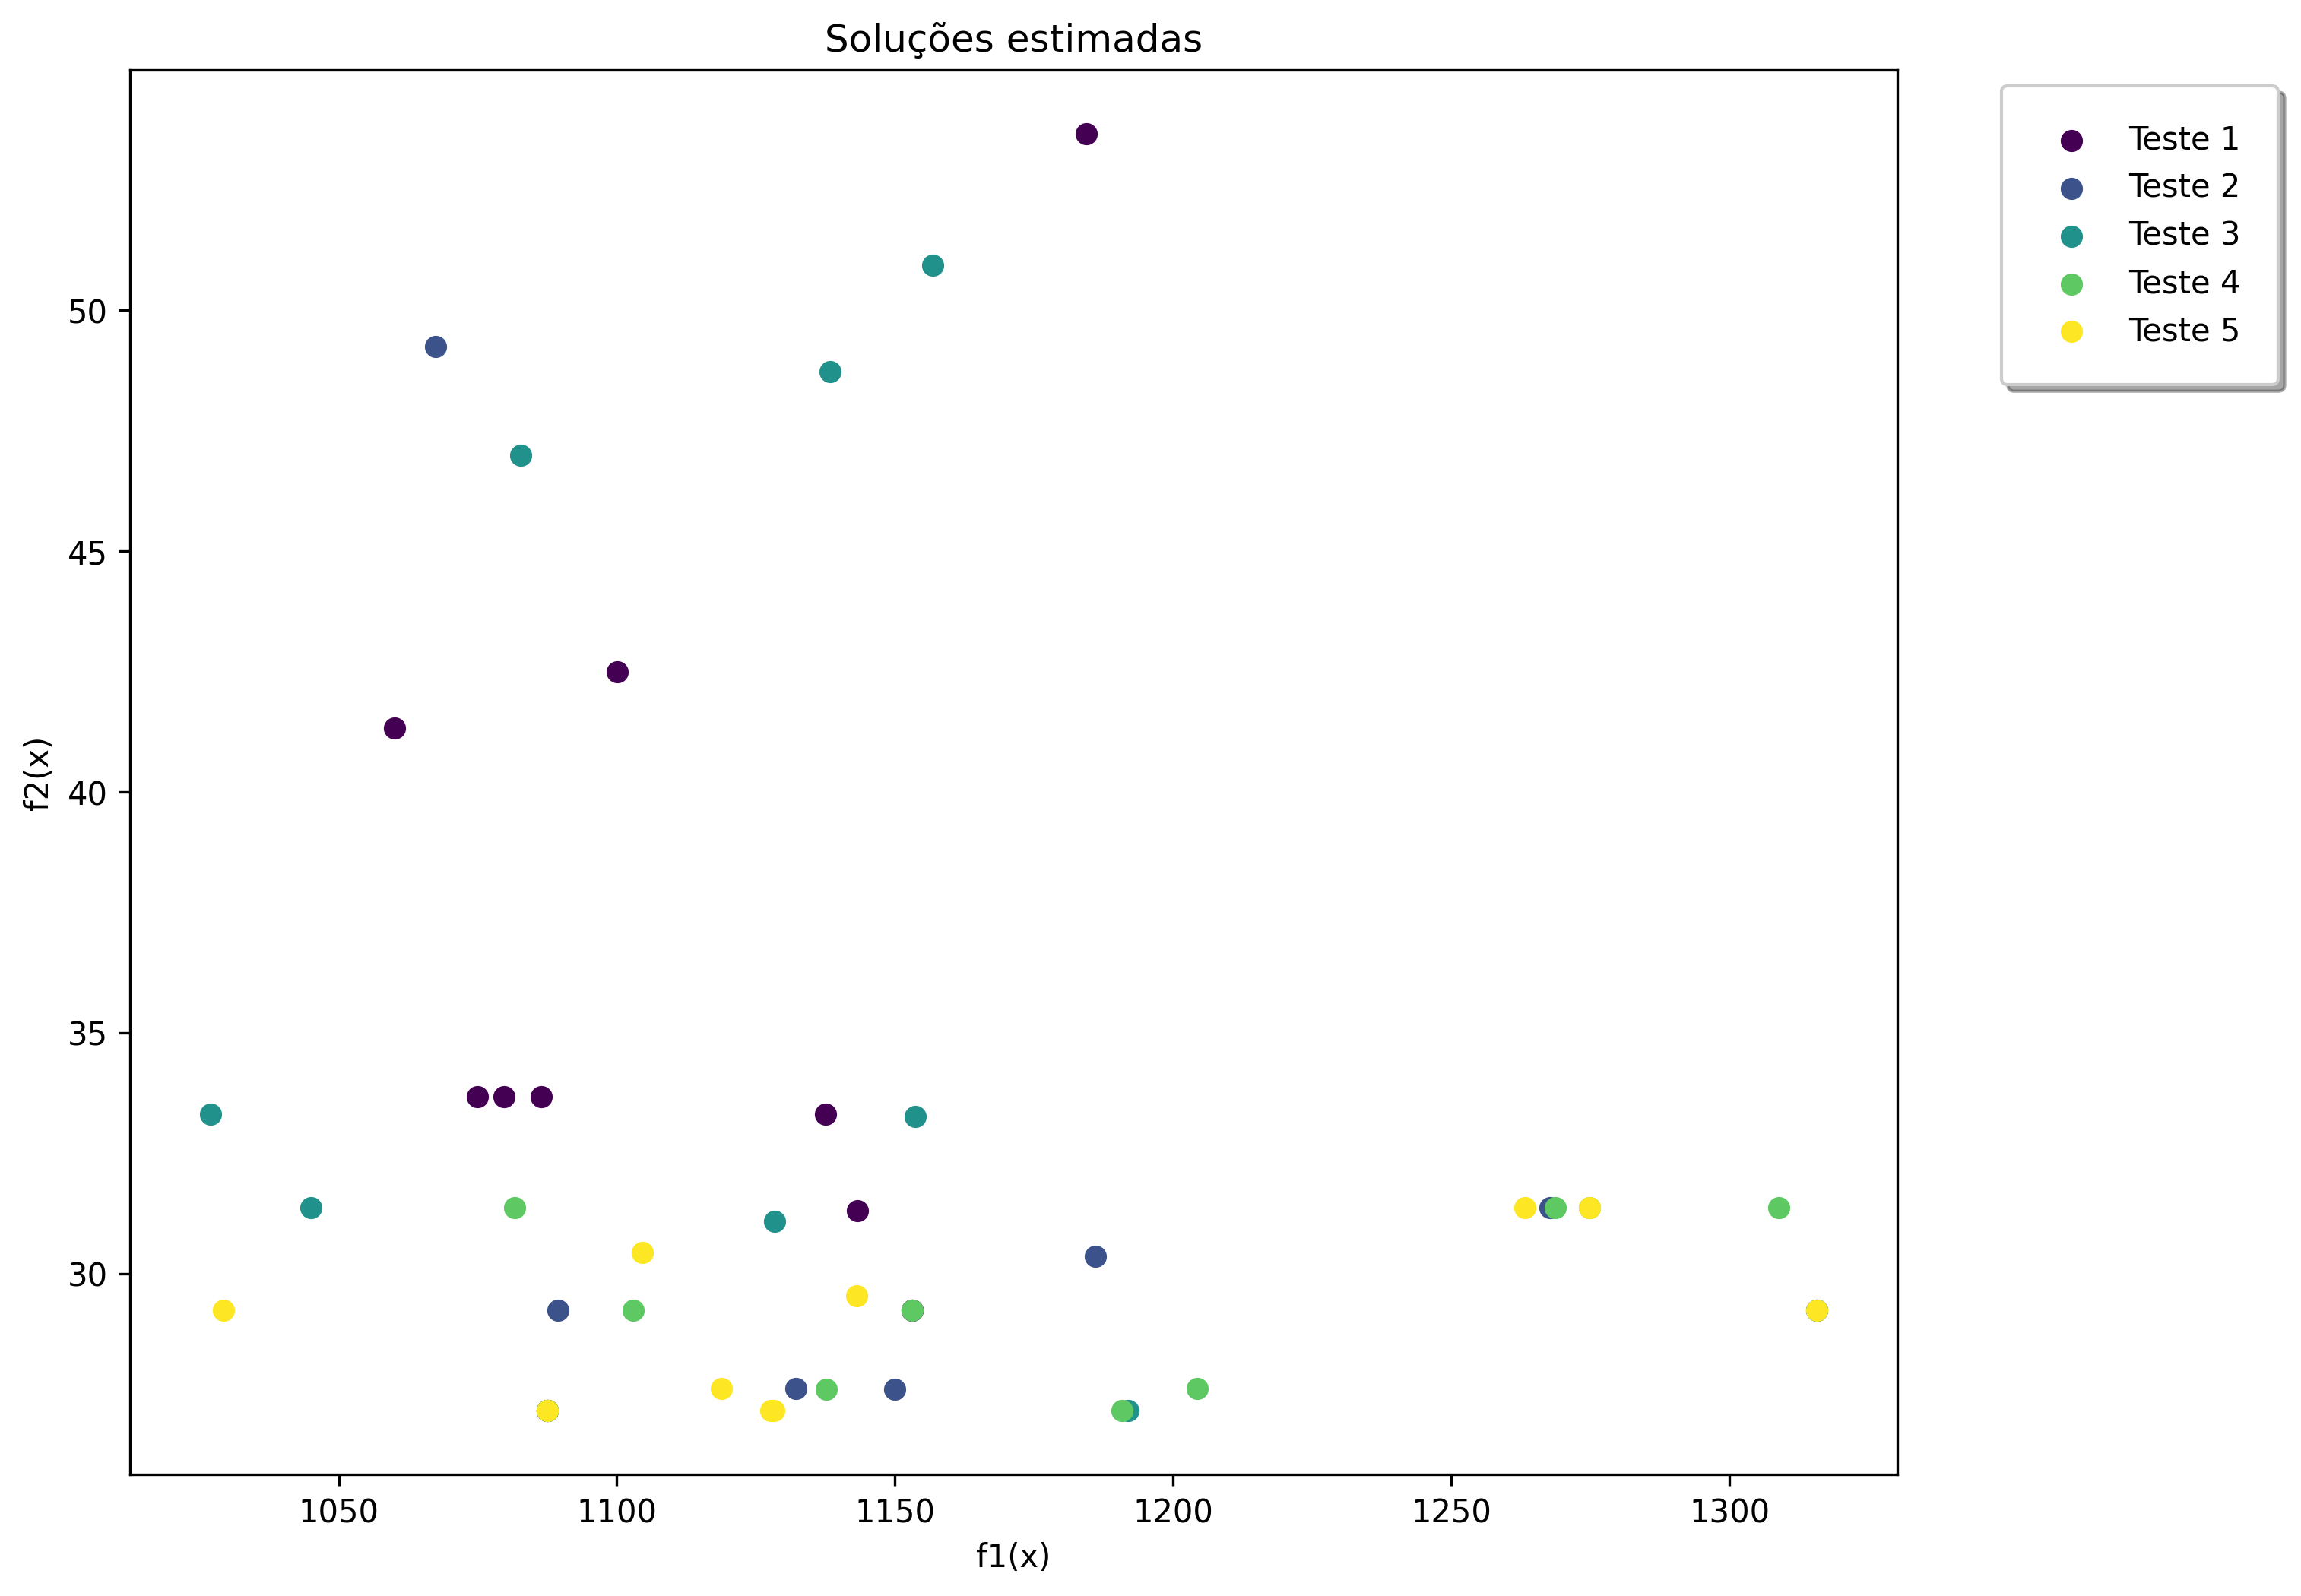 Soluções estimadas
Teste 1
Teste 2
Teste 3
Teste 4
Teste 5
f2(x)
50
45
40
35
30
1050 1100 1150 1200 1250 1300
f1(x)